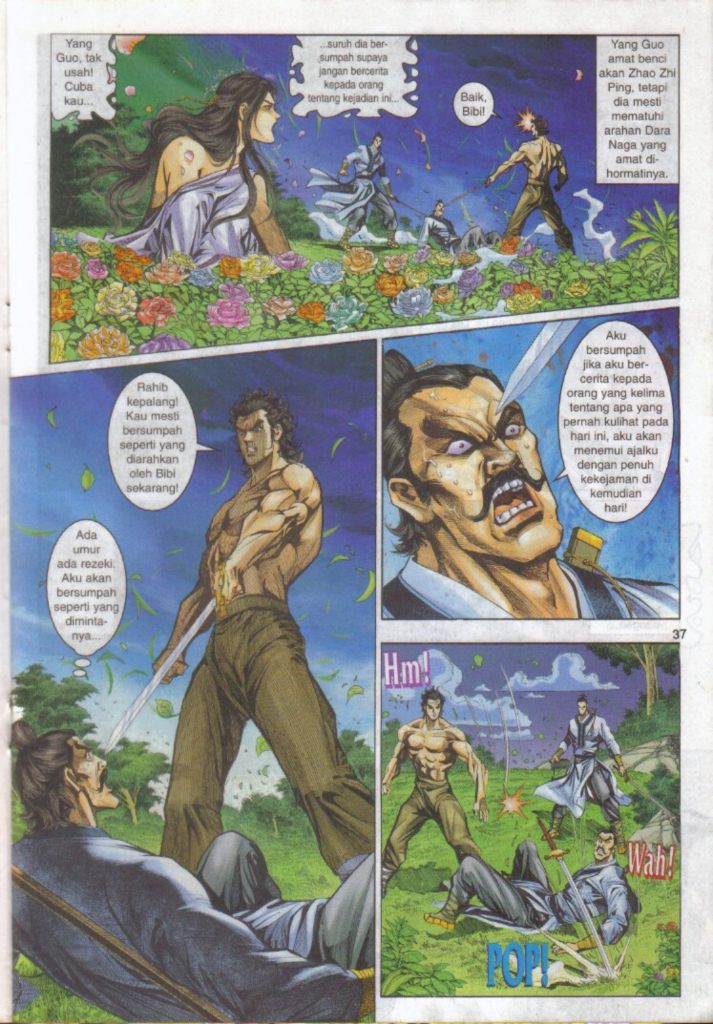 Yang
Guo, tak
usah!
Cuba
kau...
...suruh dia ber-
sumpah supaya
jangan bercerita
kepada orang
tentang kejadian ini...
Baik,
Bibi!
Yang Guo
amat benci
akan Zhao Zhi
Ping, tetapi
dia mesti
mematuhi
arahan Dara
Naga yang
amat di-
hormatinya.
Rahib
kepalang!
Kau mesti
bersumpah
seperti yang
diarahkan
oleh Bibi
sekarang!
Ada
umur
ada rezeki.
Aku akan
bersumpah
seperti yang
diminta-
nya...
Aku
bersumpah
jika aku ber-
cerita kepada
orang yang kelima
tentang apa yang
pernah kulihat pada
hari ini, aku akan
menemui ajalku
dengan penuh
kekejaman di
kemudian
hari!
37
Hm!
Wah!
POP!